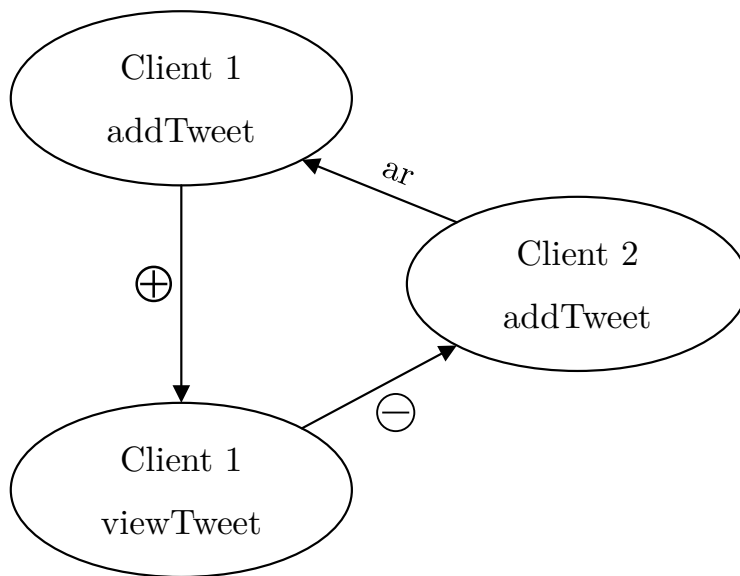 Client 1
addTweet
ar
Client 2
addTweet
⊕
⊖
Client 1
viewTweet